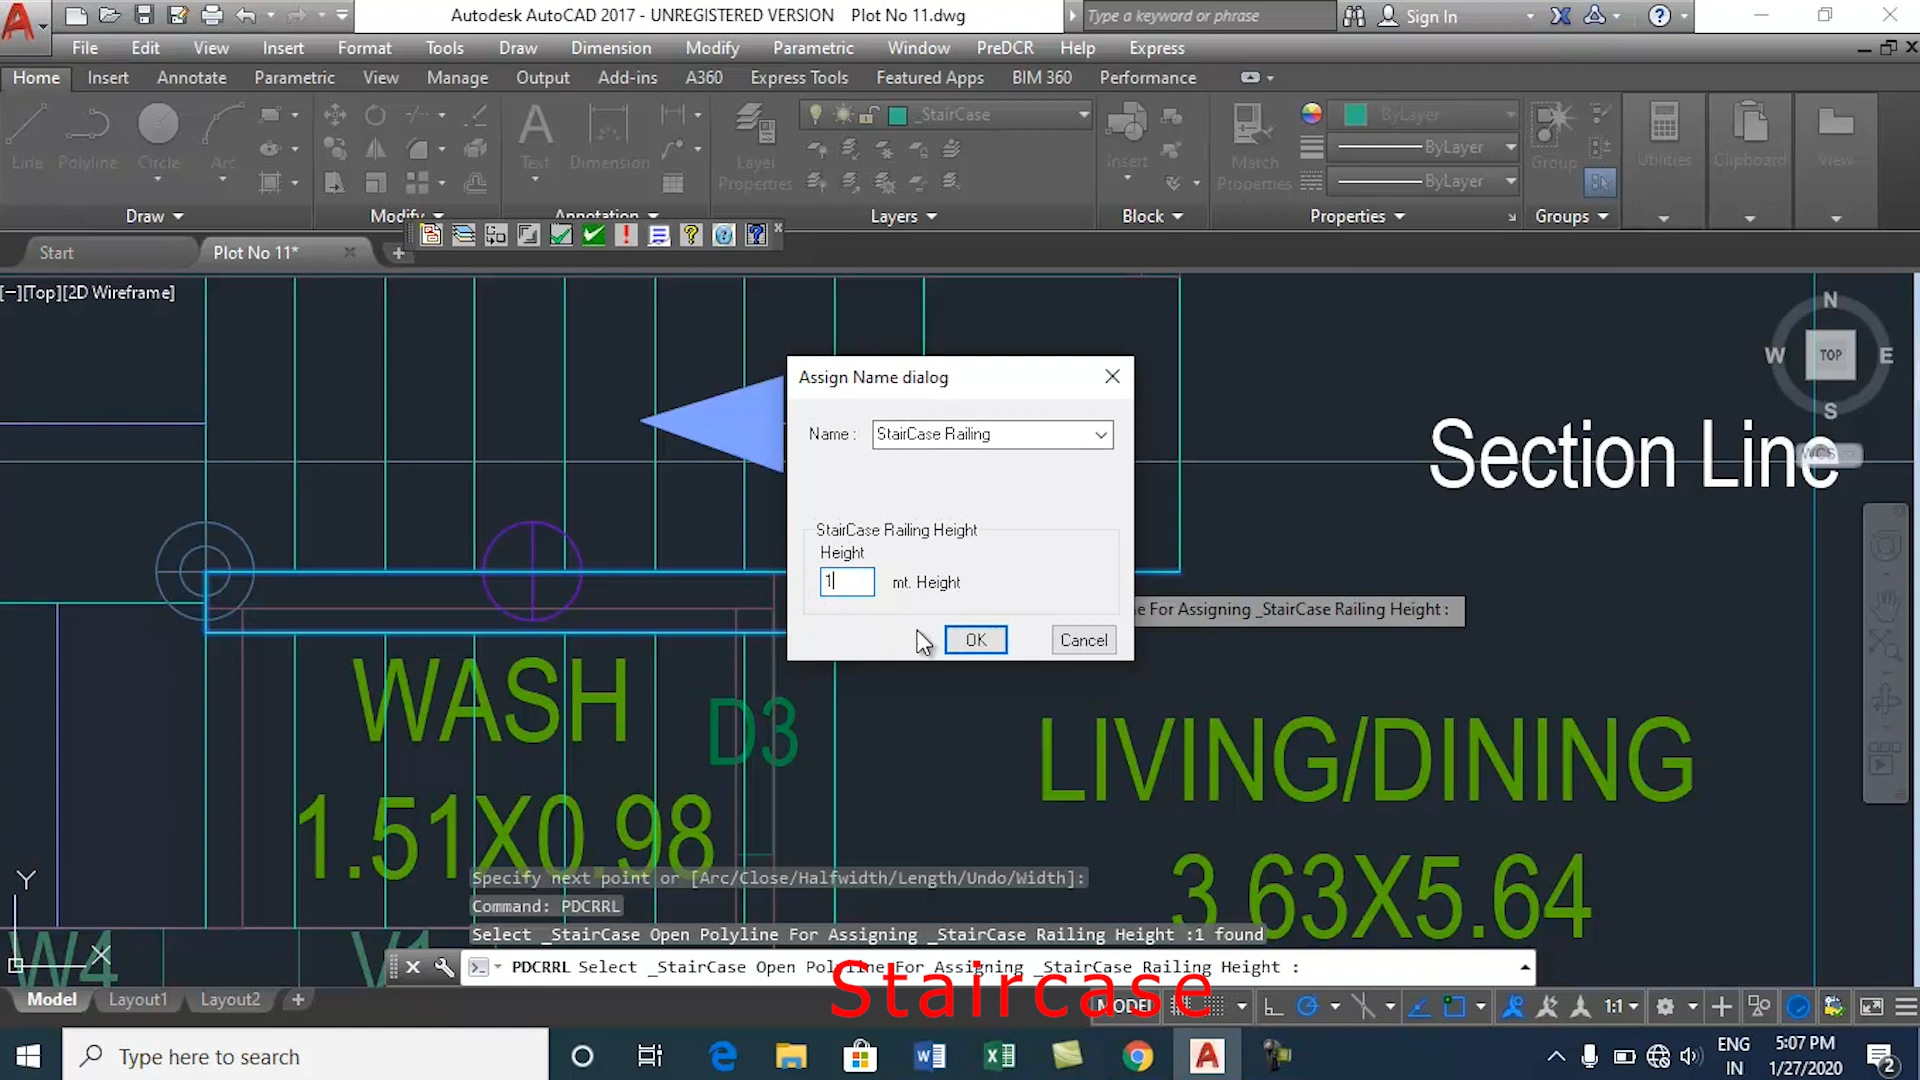 Autodesk AutoCAD 2017 - UNREGISTERED VERSION Plot No 11.dwg
Type a keyword or phrase
Sign In
File Edit View Insert Format Tools Draw Dimension Modify Parametric Window PreDCR Help Express
Home Insert Annotate Parametric View Manage Output Add-ins A360 Express Tools Featured Apps BIM 360 Performance
_StairCase
ByLayer
ByLayer
ByLayer
Line Polyline Circle Arc Text Dimension Layer Properties Insert Match Properties Group Utilities Clipboard View
Draw Modify Annotation Layers Block Properties Groups
Start Plot No 11*
[−][Top][2D Wireframe]
N
W TOP E
S
WCS
Section Line
Assign Name dialog
Name : StairCase Railing
StairCase Railing Height
Height
1 mt. Height
OK Cancel
e For Assigning _StairCase Railing Height :
WASH
1.51X0.98
D3
LIVING/DINING
3.63X5.64
W4
Y
X
Specify next point or [Arc/Close/Halfwidth/Length/Undo/Width]:
Command: PDCRRL
Select _StairCase Open Polyline For Assigning _StairCase Railing Height :1 found
PDCRRL Select _StairCase Open Polyline For Assigning _StairCase Railing Height :
Staircase
Model Layout1 Layout2
MODEL
1:1
Type here to search
ENG
IN
5:07 PM
1/27/2020
2